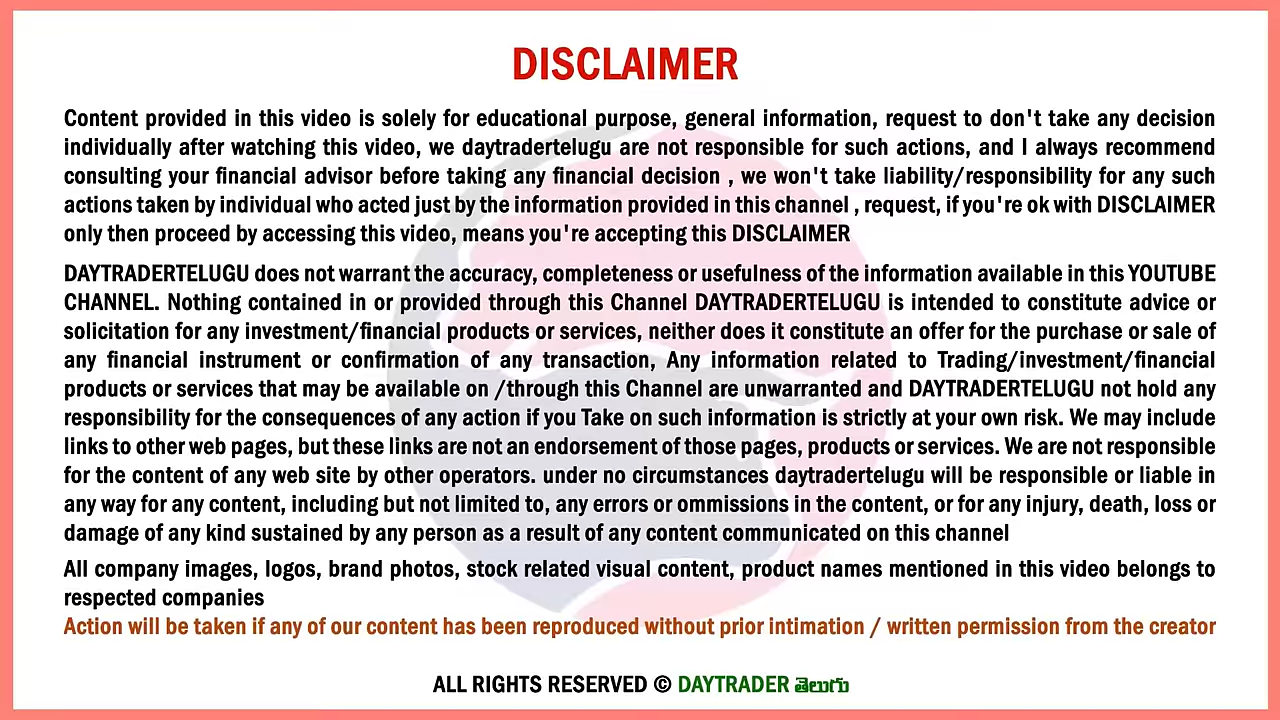 DISCLAIMER
Content provided in this video is solely for educational purpose, general information, request to don't take any decision
individually after watching this video, we daytradertelugu are not responsible for such actions, and I always recommend
consulting your financial advisor before taking any financial decision , we won't take liability/responsibility for any such
actions taken by individual who acted just by the information provided in this channel , request, if you're ok with DISCLAIMER
only then proceed by accessing this video, means you're accepting this DISCLAIMER
DAYTRADERTELUGU does not warrant the accuracy, completeness or usefulness of the information available in this YOUTUBE
CHANNEL. Nothing contained in or provided through this Channel DAYTRADERTELUGU is intended to constitute advice or
solicitation for any investment/financial products or services, neither does it constitute an offer for the purchase or sale of
any financial instrument or confirmation of any transaction, Any information related to Trading/investment/financial
products or services that may be available on /through this Channel are unwarranted and DAYTRADERTELUGU not hold any
responsibility for the consequences of any action if you Take on such information is strictly at your own risk. We may include
links to other web pages, but these links are not an endorsement of those pages, products or services. We are not responsible
for the content of any web site by other operators. under no circumstances daytradertelugu will be responsible or liable in
any way for any content, including but not limited to, any errors or ommissions in the content, or for any injury, death, loss or
damage of any kind sustained by any person as a result of any content communicated on this channel
All company images, logos, brand photos, stock related visual content, product names mentioned in this video belongs to
respected companies
Action will be taken if any of our content has been reproduced without prior intimation / written permission from the creator
ALL RIGHTS RESERVED © DAYTRADER తెలుగు